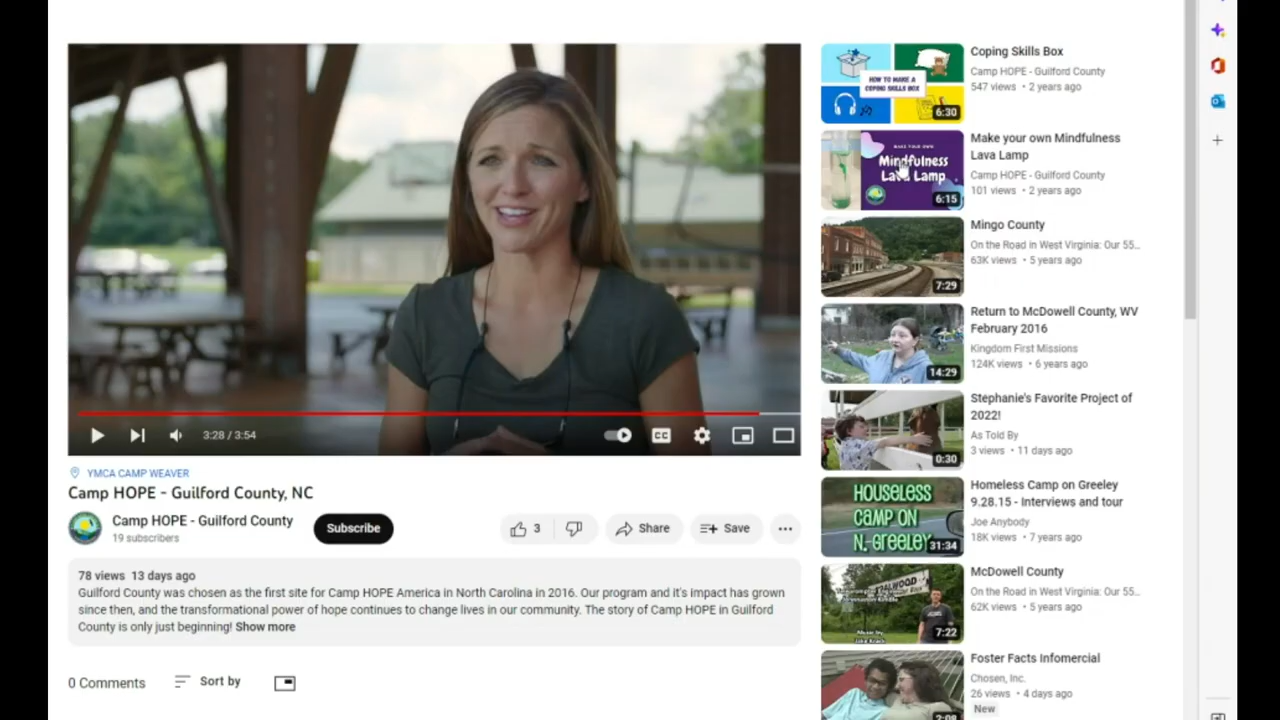 3:28 / 3:54
CC
YMCA CAMP WEAVER
Camp HOPE - Guilford County, NC
Camp HOPE - Guilford County
19 subscribers
Subscribe
3
Share
Save
78 views 13 days ago
Guilford County was chosen as the first site for Camp HOPE America in North Carolina in 2016. Our program and it's impact has grown
since then, and the transformational power of hope continues to change lives in our community. The story of Camp HOPE in Guilford
County is only just beginning! Show more
0 Comments
Sort by
HOW TO MAKE A
COPING SKILLS BOX
6:30
Coping Skills Box
Camp HOPE - Guilford County
547 views • 2 years ago
MAKE YOUR OWN
Mindfulness
Lava Lamp
6:15
Make your own Mindfulness
Lava Lamp
Camp HOPE - Guilford County
101 views • 2 years ago
7:29
Mingo County
On the Road in West Virginia: Our 55...
63K views • 5 years ago
14:29
Return to McDowell County, WV
February 2016
Kingdom First Missions
124K views • 6 years ago
0:30
Stephanie's Favorite Project of
2022!
As Told By
3 views • 11 days ago
HOUSELESS
CAMP ON
N. GREELEY
31:34
Homeless Camp on Greeley
9.28.15 - Interviews and tour
Joe Anybody
18K views • 7 years ago
7:22
McDowell County
On the Road in West Virginia: Our 55...
62K views • 5 years ago
2:08
Foster Facts Infomercial
Chosen, Inc.
26 views • 4 days ago
New